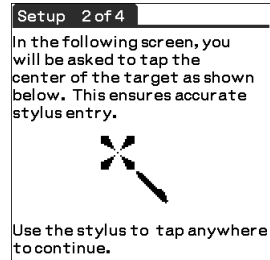 Setup 2 of 4
In the following screen, you
will be asked to tap the
center of the target as shown
below. This ensures accurate
stylus entry.
Use the stylus to tap anywhere
to continue.